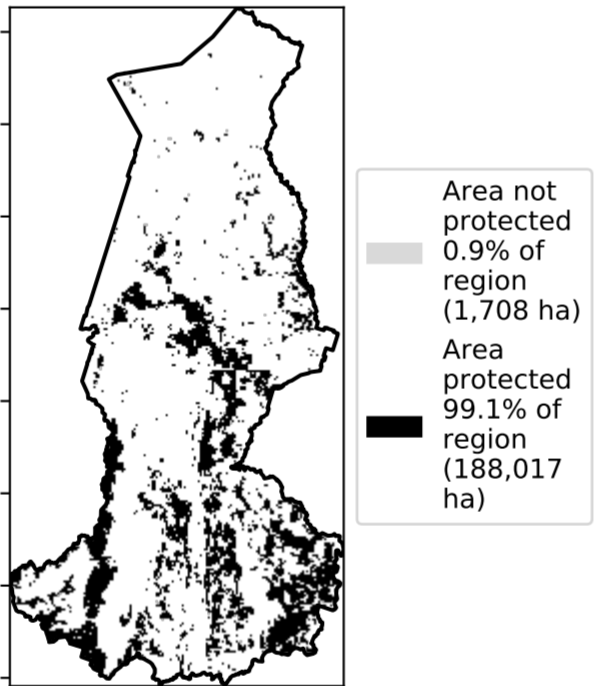 Area not
protected
0.9% of
region
(1,708 ha)
Area
protected
99.1% of
region
(188,017
ha)